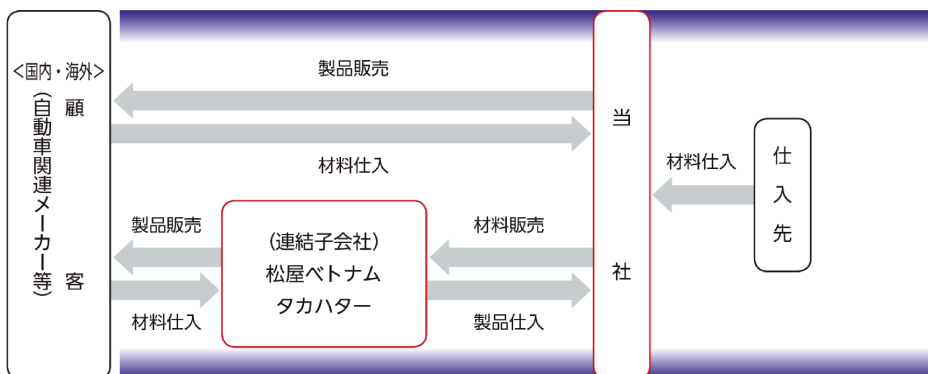 <国内・海外>
顧客
(自動車関連メーカー等)
製品販売
材料仕入
製品販売
材料仕入
(連結子会社)
松屋ベトナム
タカハター
材料販売
製品仕入
当社
材料仕入
仕入先